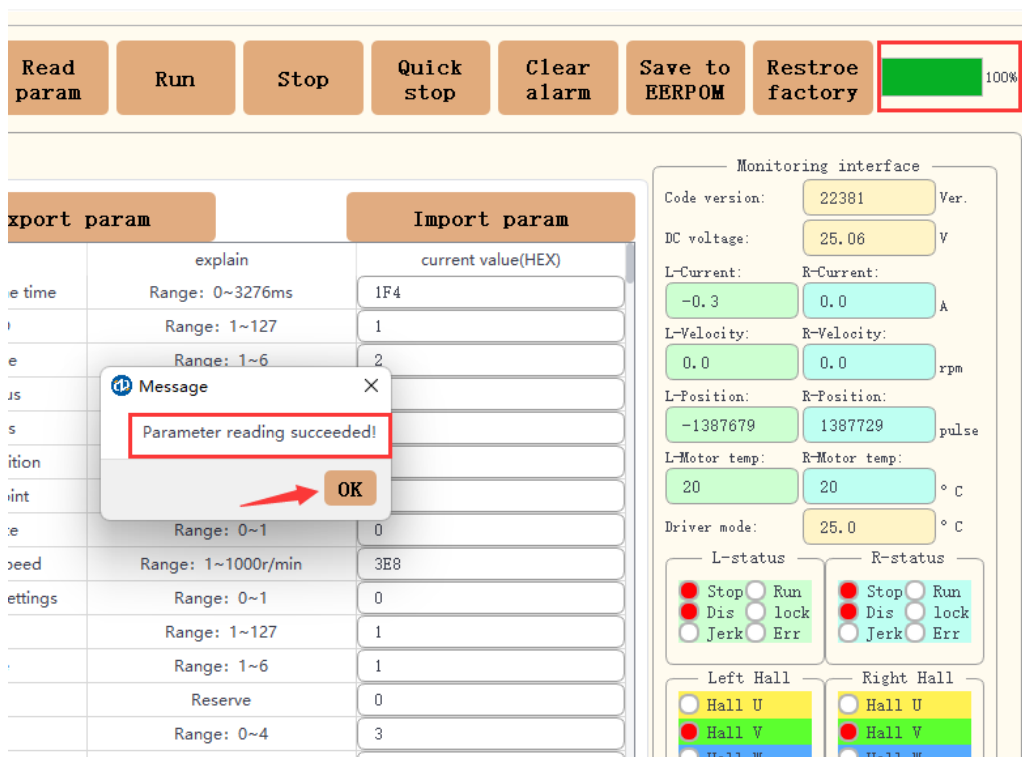 Read param
Run
Stop
Quick stop
Clear alarm
Save to EERPOM
Restroe factory
100%
xport param
Import param
explain
current value(HEX)
e time
Range: 0~3276ms
1F4
Range: 1~127
1
e
Range: 1~6
2
us
s
ition
oint
te
Range: 0~1
0
peed
Range: 1~1000r/min
3E8
ettings
Range: 0~1
0
Range: 1~127
1
Range: 1~6
1
Reserve
0
Range: 0~4
3
Message
Parameter reading succeeded!
OK
Monitoring interface
Code version:
22381
Ver.
DC voltage:
25.06
V
L-Current:
R-Current:
-0.3
0.0
A
L-Velocity:
R-Velocity:
0.0
0.0
rpm
L-Position:
R-Position:
-1387679
1387729
pulse
L-Motor temp:
R-Motor temp:
20
20
° C
Driver mode:
25.0
° C
L-status
R-status
Stop Run
Dis lock
Jerk Err
Stop Run
Dis lock
Jerk Err
Left Hall
Right Hall
Hall U
Hall V
Hall U
Hall V